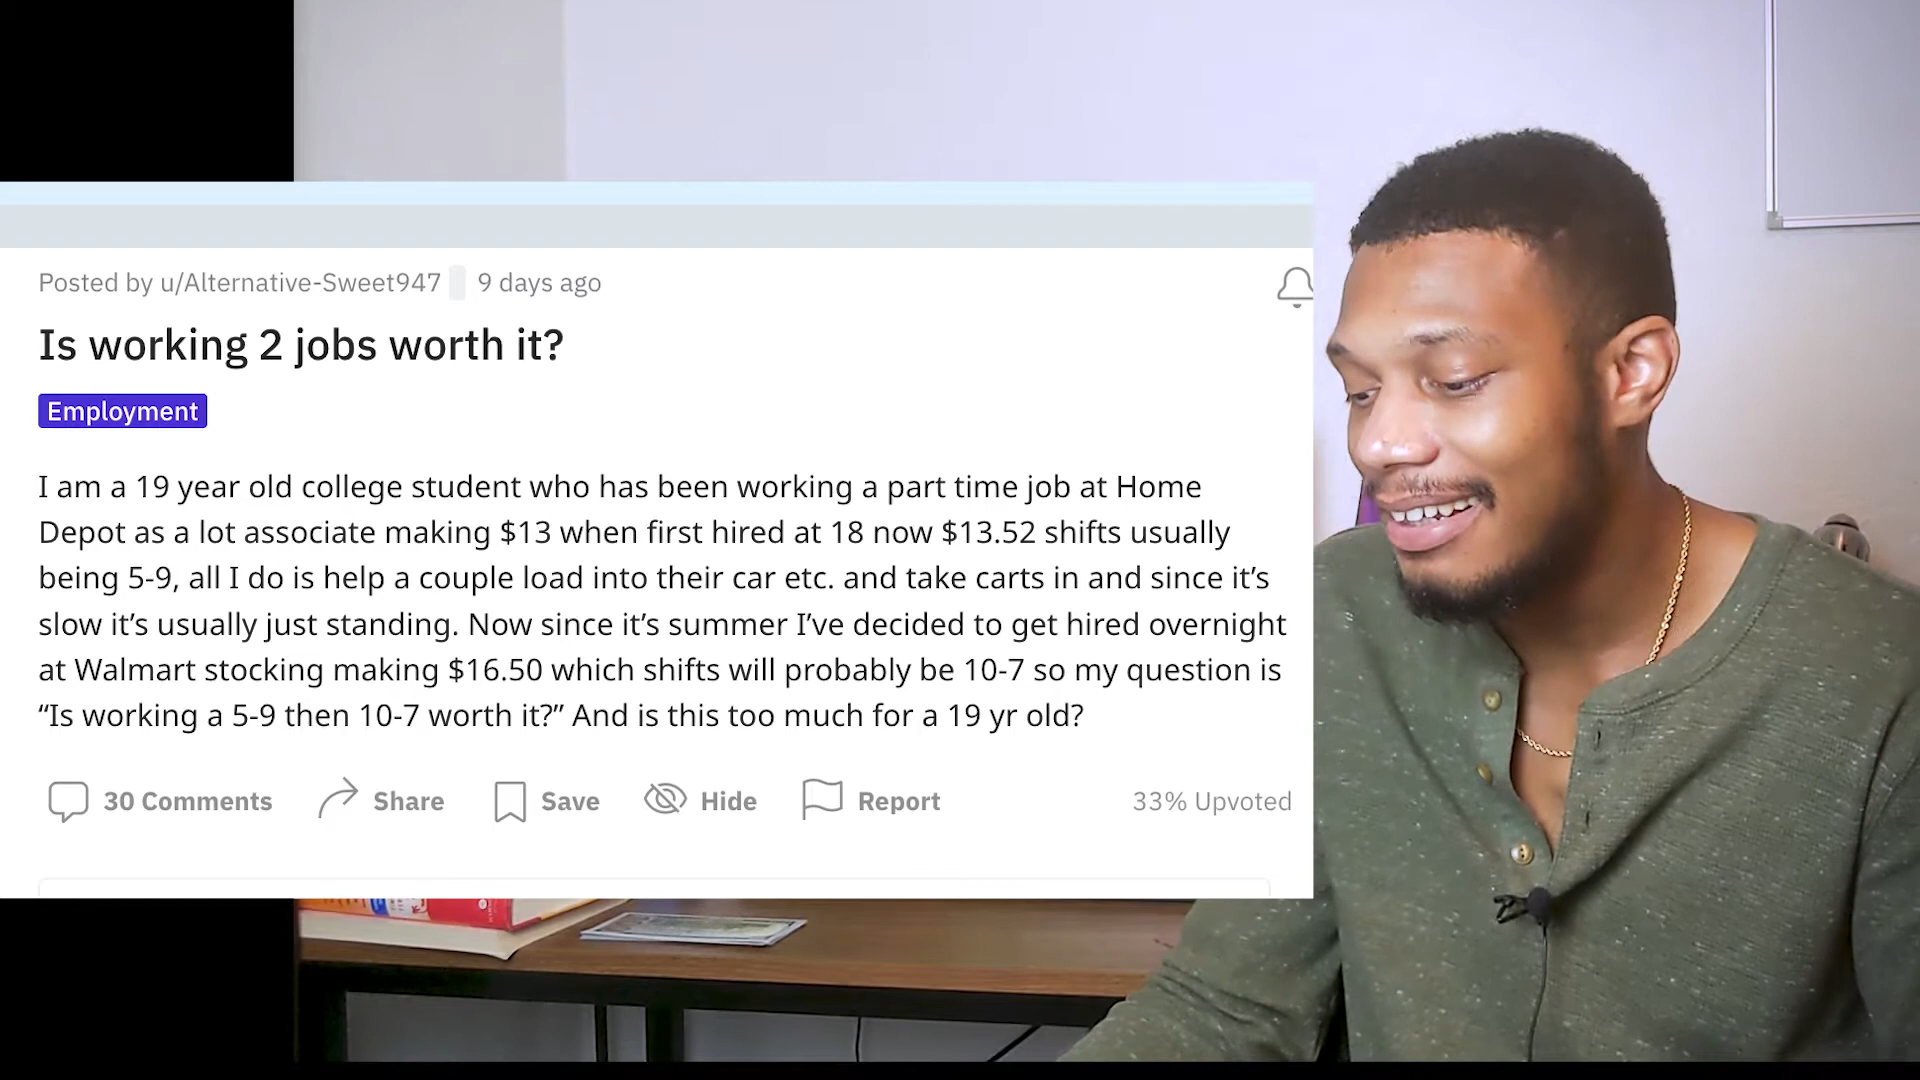 Posted by u/Alternative-Sweet947 9 days ago
Is working 2 jobs worth it?
Employment
I am a 19 year old college student who has been working a part time job at Home
Depot as a lot associate making $13 when first hired at 18 now $13.52 shifts usually
being 5-9, all I do is help a couple load into their car etc. and take carts in and since it’s
slow it’s usually just standing. Now since it’s summer I’ve decided to get hired overnight
at Walmart stocking making $16.50 which shifts will probably be 10-7 so my question is
“Is working a 5-9 then 10-7 worth it?” And is this too much for a 19 yr old?
30 Comments Share Save Hide Report 33% Upvoted